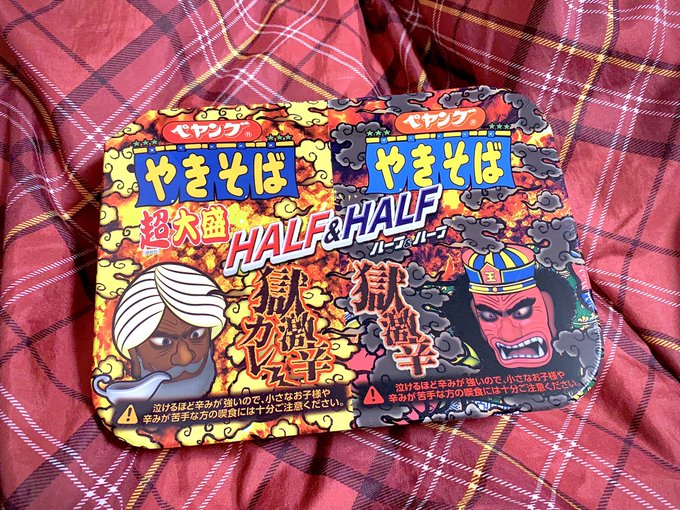 ペヤング®
やきそば
超大盛
ペヤング®
やきそば
HALF&HALF
ハーフ&ハーフ
獄激辛
カレー
獄激辛
王
泣けるほど辛みが強いので、小さなお子様や
辛みが苦手な方の喫食には十分ご注意ください。
泣けるほど辛みが強いので、小さなお子様や
辛みが苦手な方の喫食には十分ご注意ください。